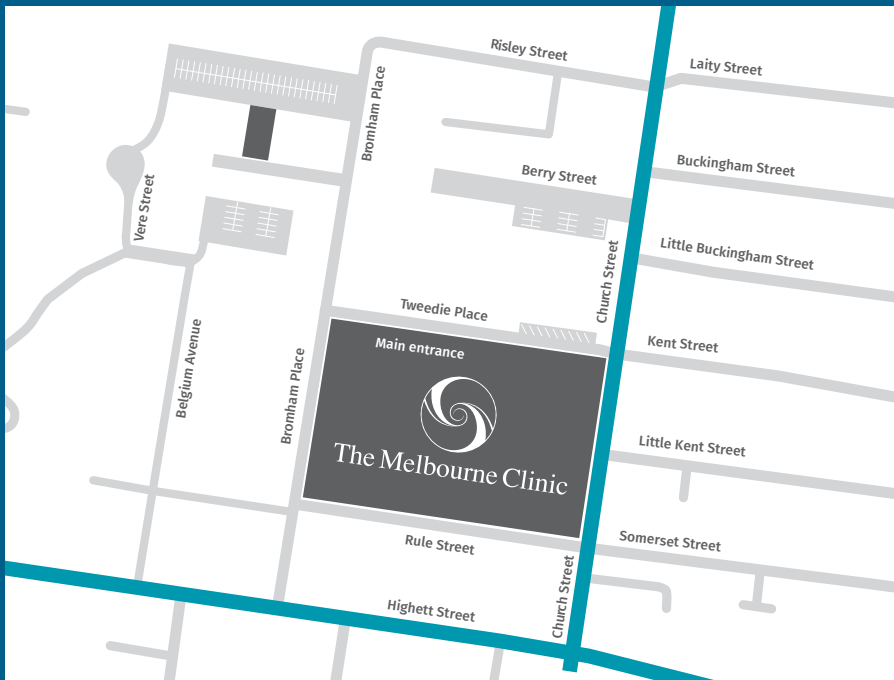 Risley Street
Laity Street
Bromham Place
Buckingham Street
Berry Street
Vere Street
Little Buckingham Street
Church Street
Tweedie Place
Main entrance
Kent Street
Belgium Avenue
Bromham Place
The Melbourne Clinic
Little Kent Street
Rule Street
Somerset Street
Church Street
Highett Street